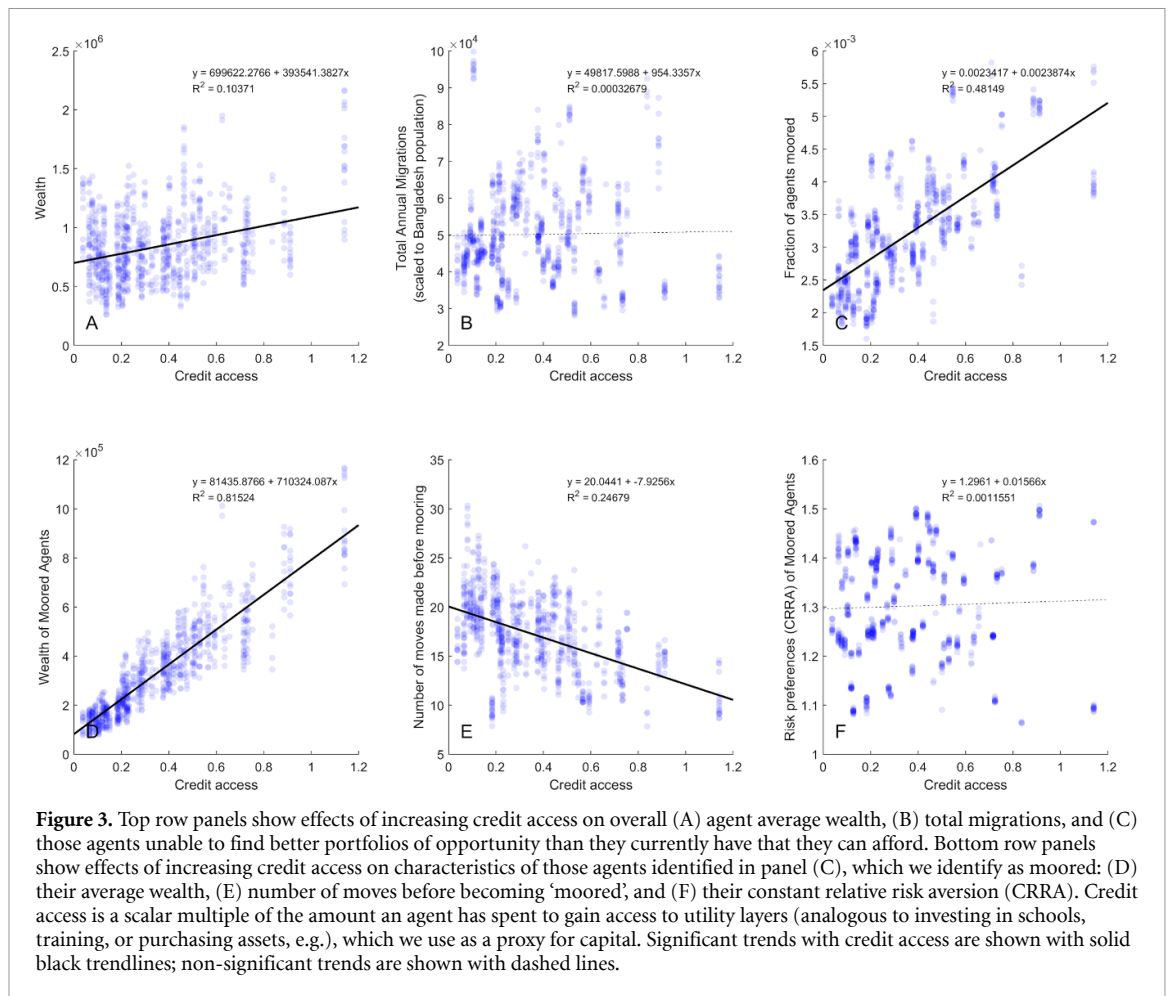 ×10⁶
2.5
2
1.5
1
0.5
0
Wealth
y = 699622.2766 + 393541.3827x
R² = 0.10371
A
0 0.2 0.4 0.6 0.8 1 1.2
Credit access
×10⁴
10
9
8
7
6
5
4
3
2
Total Annual Migrations
(scaled to Bangladesh population)
y = 49817.5988 + 954.3357x
R² = 0.00032679
B
0 0.2 0.4 0.6 0.8 1 1.2
Credit access
×10⁻³
6
5.5
5
4.5
4
3.5
3
2.5
2
1.5
Fraction of agents moored
y = 0.0023417 + 0.0023874x
R² = 0.48149
C
0 0.2 0.4 0.6 0.8 1 1.2
Credit access
×10⁵
12
10
8
6
4
2
0
Wealth of Moored Agents
y = 81435.8766 + 710324.087x
R² = 0.81524
D
0 0.2 0.4 0.6 0.8 1 1.2
Credit access
35
30
25
20
15
10
5
Number of moves made before mooring
y = 20.0441 + -7.9256x
R² = 0.24679
E
0 0.2 0.4 0.6 0.8 1 1.2
Credit access
1.6
1.5
1.4
1.3
1.2
1.1
1
Risk preferences (CRRA) of Moored Agents
y = 1.2961 + 0.01566x
R² = 0.0011551
F
0 0.2 0.4 0.6 0.8 1 1.2
Credit access
Figure 3. Top row panels show effects of increasing credit access on overall (A) agent average wealth, (B) total migrations, and (C)
those agents unable to find better portfolios of opportunity than they currently have that they can afford. Bottom row panels
show effects of increasing credit access on characteristics of those agents identified in panel (C), which we identify as moored: (D)
their average wealth, (E) number of moves before becoming ‘moored’, and (F) their constant relative risk aversion (CRRA). Credit
access is a scalar multiple of the amount an agent has spent to gain access to utility layers (analogous to investing in schools,
training, or purchasing assets, e.g.), which we use as a proxy for capital. Significant trends with credit access are shown with solid
black trendlines; non-significant trends are shown with dashed lines.